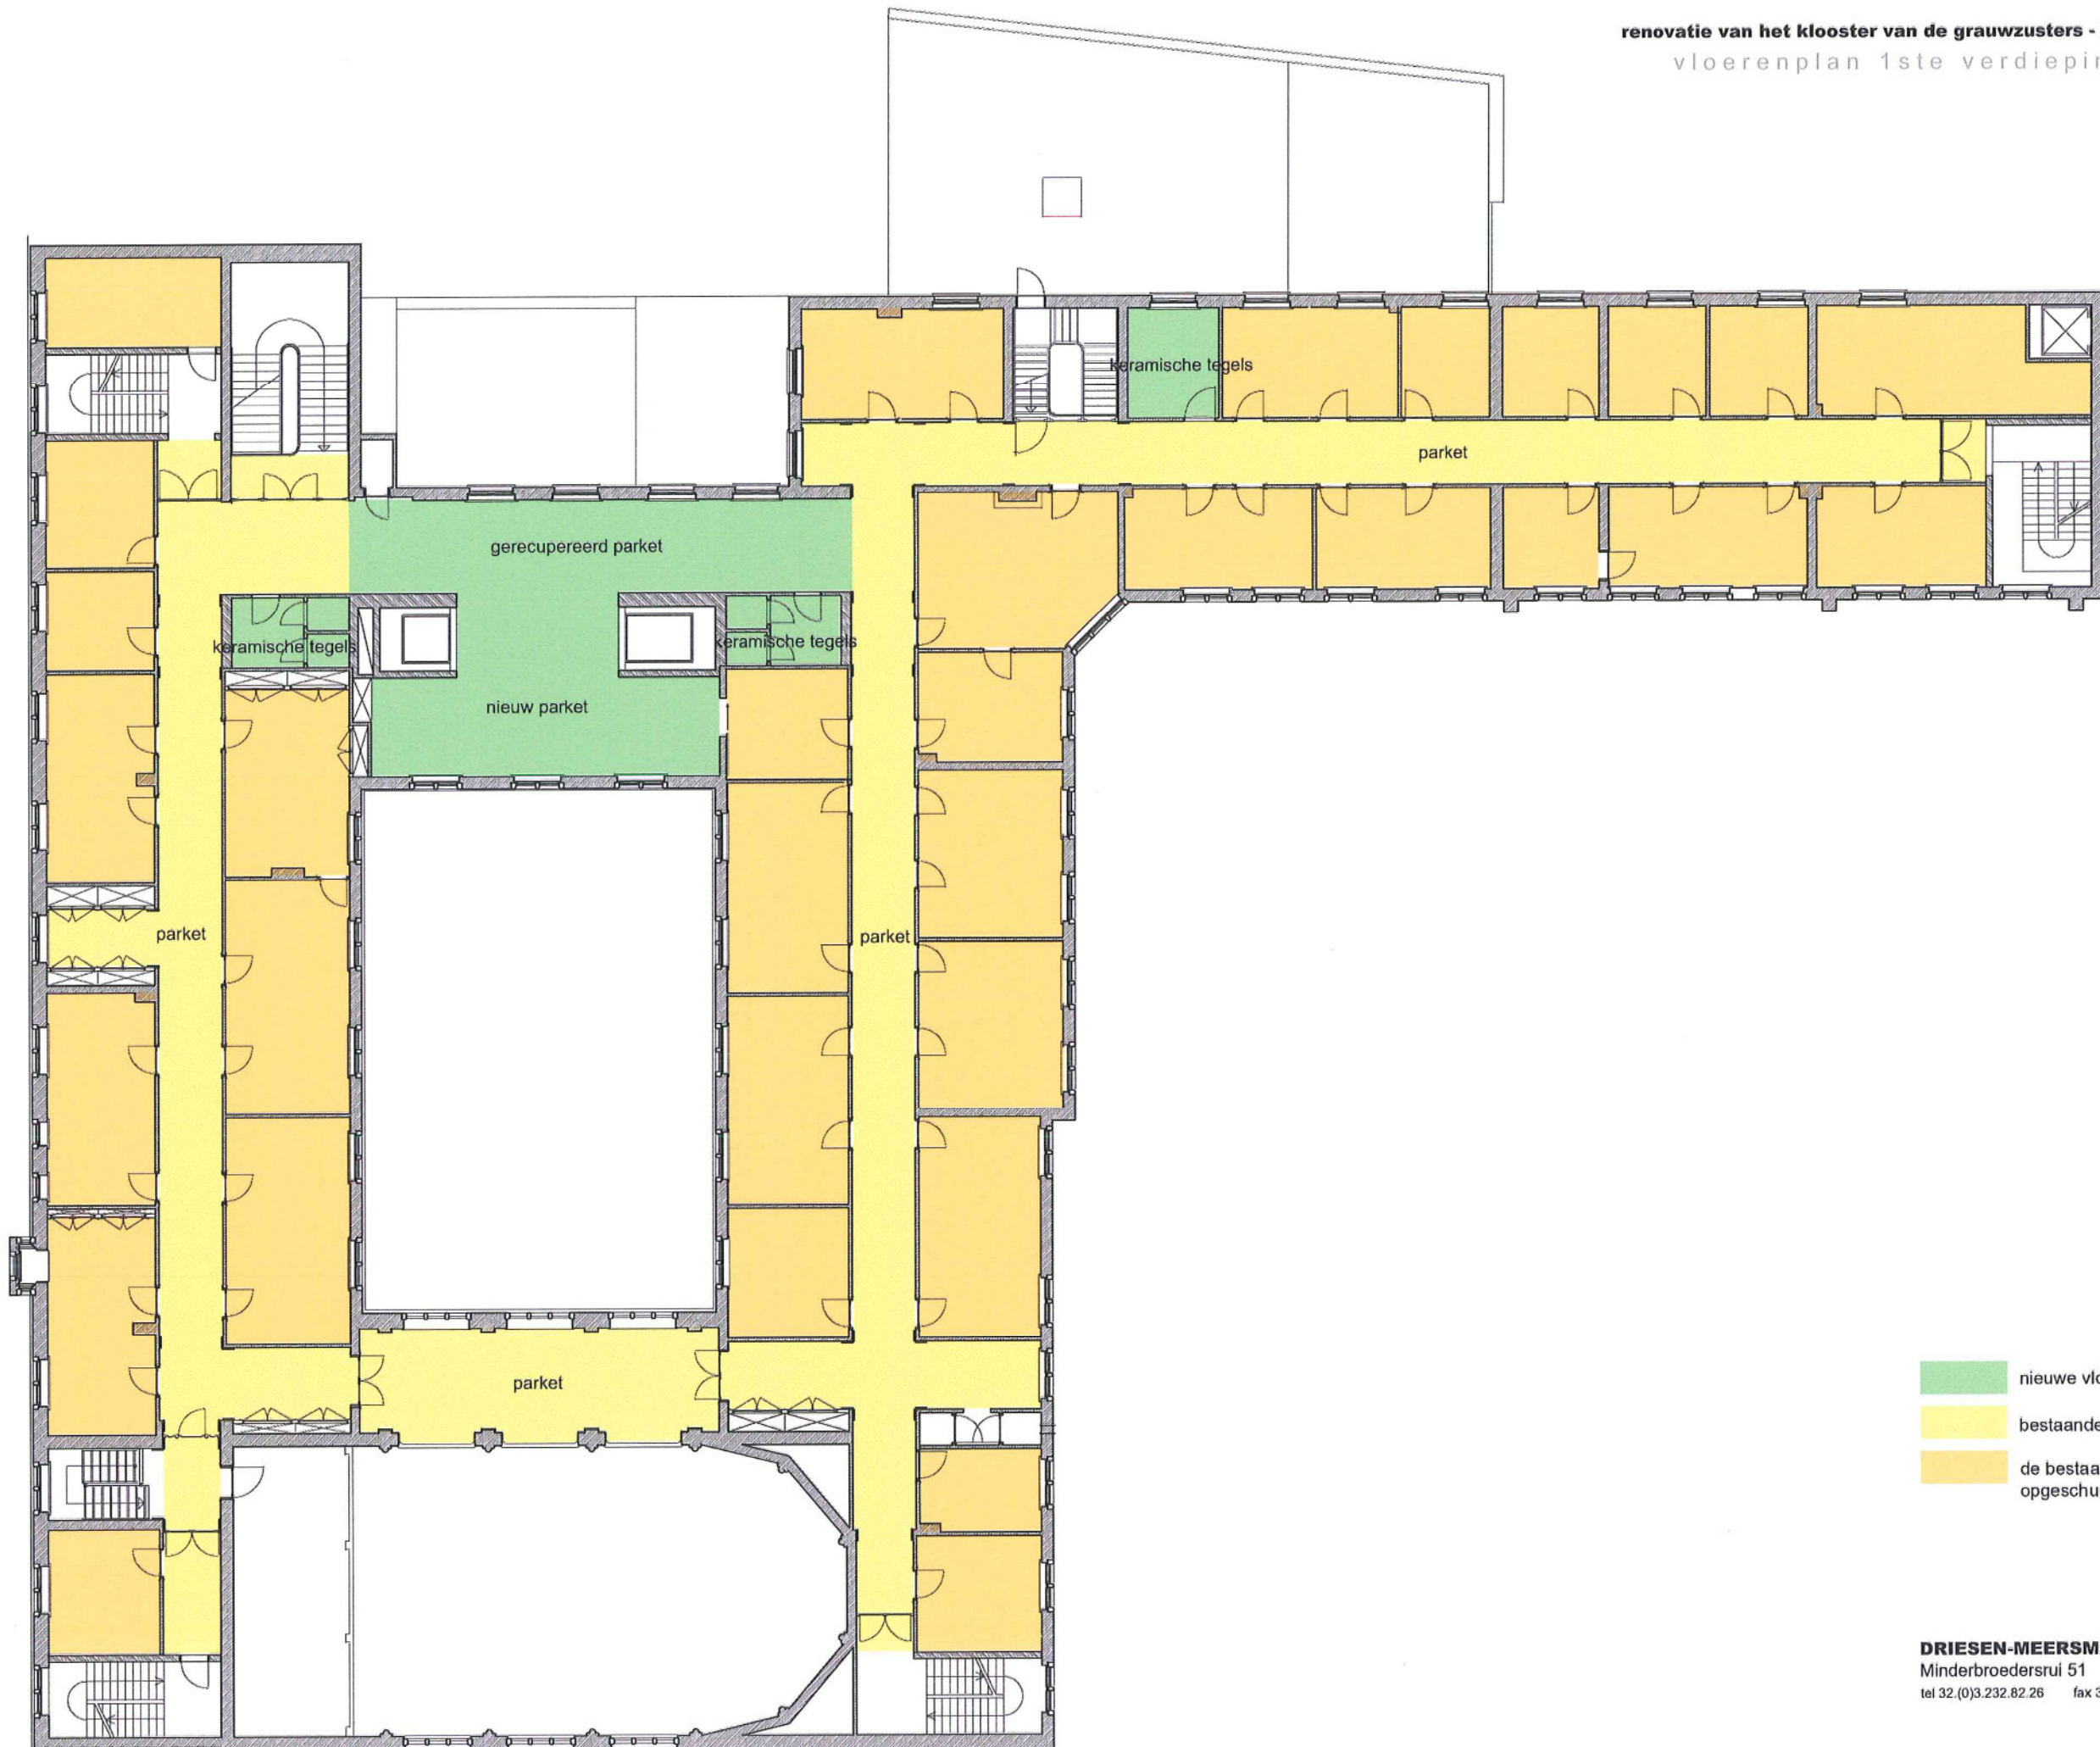 renovatie van het klooster van de grauwzusters -
vloerenplan 1ste verdiepin
keramische tegels
parket
gerecupereerd parket
keramische tegels
keramische tegels
nieuw parket
parket
parket
parket
nieuwe vlo
bestaande
de bestaa
opgeschu
DRIESEN-MEERSM
Minderbroedersrui 51
tel 32.(0)3.232.82.26 fax 3